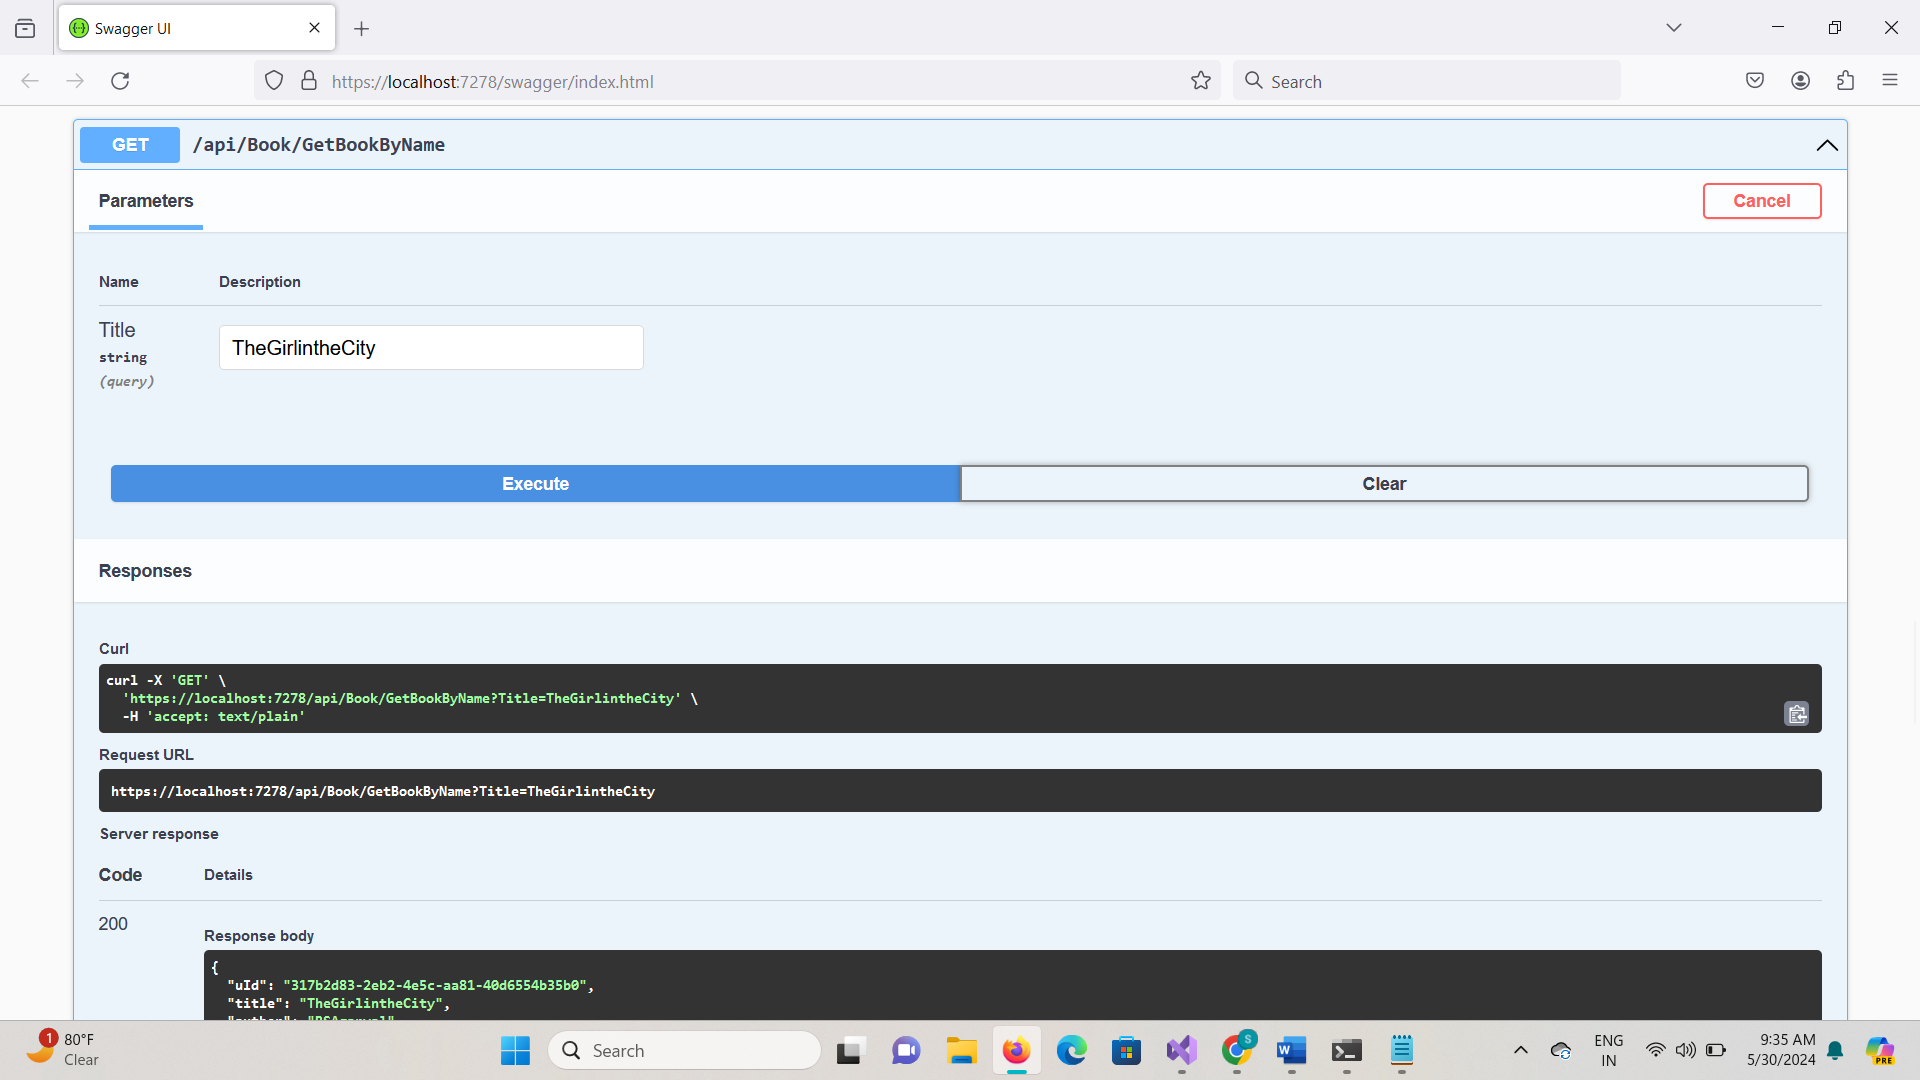 Swagger UI
https://localhost:7278/swagger/index.html
Search
GET /api/Book/GetBookByName
Parameters
Cancel
Name Description
Title
string
(query)
TheGirlintheCity
Execute
Clear
Responses
Curl
curl -X 'GET' \
'https://localhost:7278/api/Book/GetBookByName?Title=TheGirlintheCity' \
-H 'accept: text/plain'
Request URL
https://localhost:7278/api/Book/GetBookByName?Title=TheGirlintheCity
Server response
Code Details
200
Response body
{
"uId": "317b2d83-2eb2-4e5c-aa81-40d6554b35b0",
"title": "TheGirlintheCity",
1
80°F
Clear
Search
S
W
ENG
IN
9:35 AM
5/30/2024
PRE